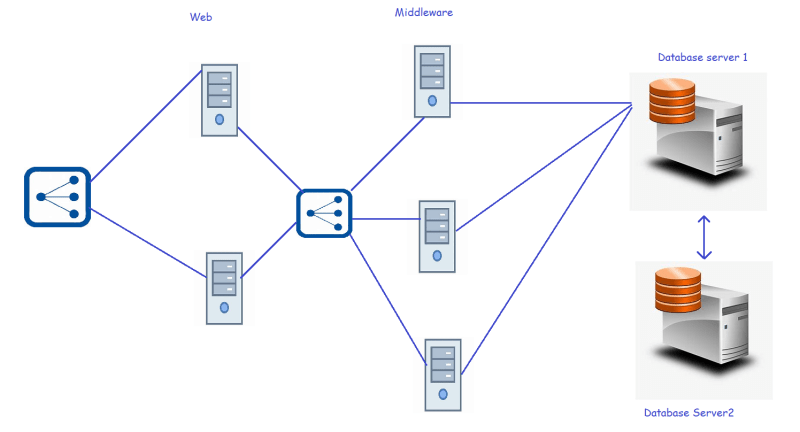 Web
Middleware
Database server 1
Database Server2